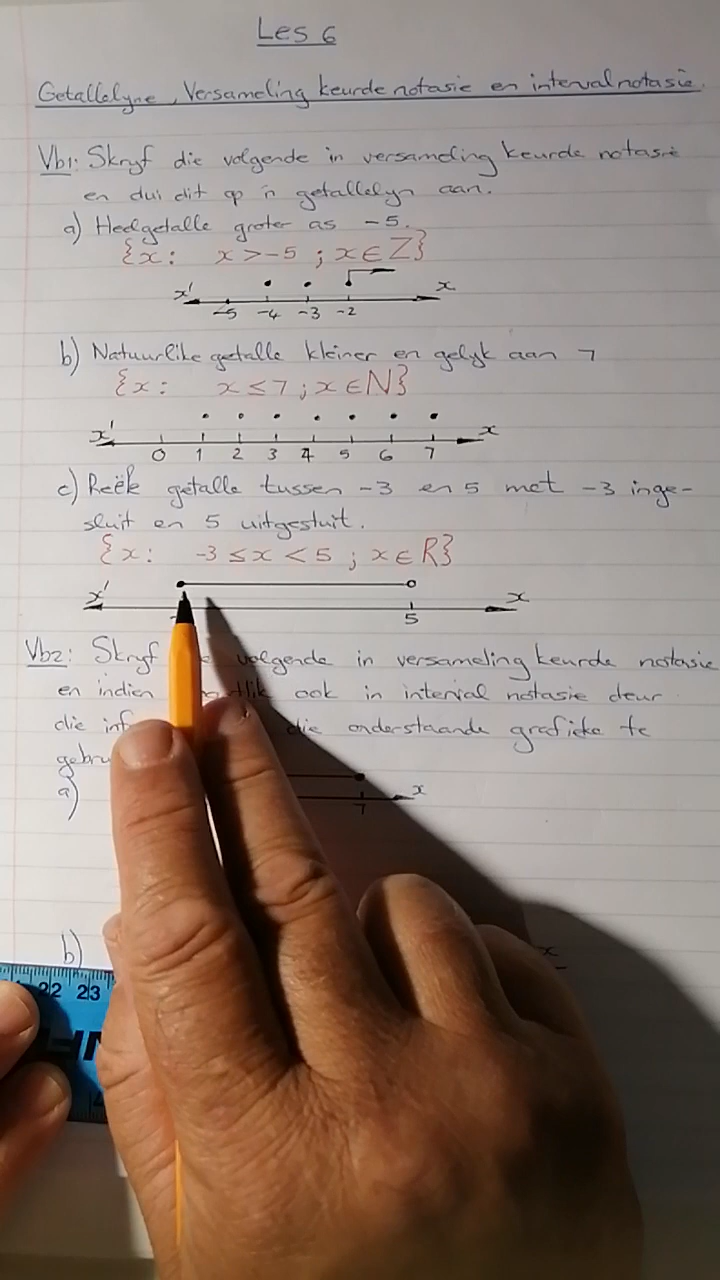 Les 6
Getallelyne, Versameling keurde notasie en intervalnotasie.
Vb1: Skryf die volgende in versameling keurde notasie
en dui dit op 'n getallelyn aan.
a) Heelgetalle groter as -5.
{x: x > -5 ; x ∈ Z}
x' -5 -4 -3 -2 x
b) Natuurlike getalle kleiner en gelyk aan 7
{x: x ≤ 7 ; x ∈ N}
x' 0 1 2 3 4 5 6 7 x
c) Reële getalle tussen -3 en 5 met -3 inge-
sluit en 5 uitgesluit.
{x: -3 ≤ x < 5 ; x ∈ R}
x' 5 x
Vb2: Skryf volgende in versameling keurde notasie
en indien ook in interval notasie deur
die die onderstaande grafieke te
a) 7 x
b) x
22 23